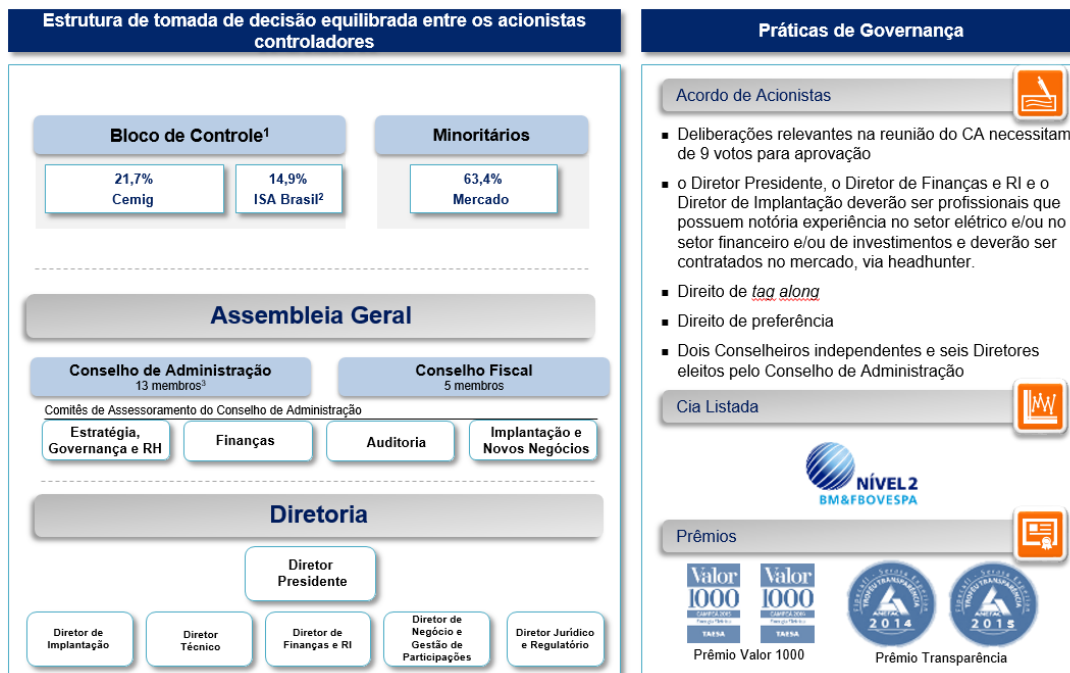 Estrutura de tomada de decisão equilibrada entre os acionistas
controladores
Bloco de Controle¹
Minoritários
21,7%
Cemig
14,9%
ISA Brasil²
63,4%
Mercado
Assembleia Geral
Conselho de Administração
13 membros³
Conselho Fiscal
5 membros
Comitês de Assessoramento do Conselho de Administração
Estratégia,
Governança e RH
Finanças
Auditoria
Implantação e
Novos Negócios
Diretoria
Diretor
Presidente
Diretor de
Implantação
Diretor
Técnico
Diretor de
Finanças e RI
Diretor de
Negócio e
Gestão de
Participações
Diretor Jurídico
e Regulatório
Práticas de Governança
Acordo de Acionistas
▪ Deliberações relevantes na reunião do CA necessitam
de 9 votos para aprovação
▪ o Diretor Presidente, o Diretor de Finanças e RI e o
Diretor de Implantação deverão ser profissionais que
possuem notória experiência no setor elétrico e/ou no
setor financeiro e/ou de investimentos e deverão ser
contratados no mercado, via headhunter.
▪ Direito de tag along
▪ Direito de preferência
▪ Dois Conselheiros independentes e seis Diretores
eleitos pelo Conselho de Administração
Cia Listada
NÍVEL 2
BM&FBOVESPA
Prêmios
Valor
1000
TAESA
Valor
1000
TAESA
Prêmio Valor 1000
TROFÉU TRANSPARÊNCIA
ANEFAC
2014
TROFÉU TRANSPARÊNCIA
ANEFAC
2015
Prêmio Transparência